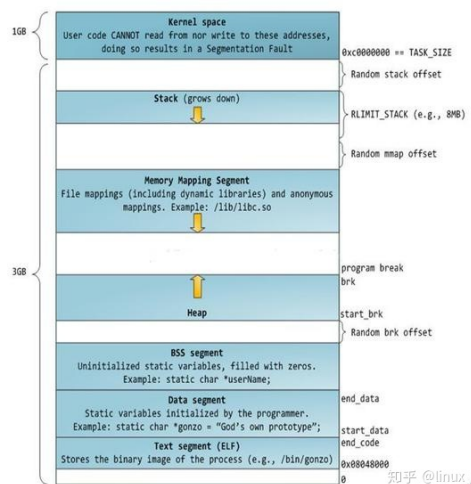 Kernel space
1GB
User code CANNOT read from nor write to these addresses,
doing so results in a Segmentation Fault
0xc0000000 == TASK_SIZE
Random stack offset
Stack (grows down)
RLIMIT_STACK (e.g., 8MB)
Random mmap offset
Memory Mapping Segment
File mappings (including dynamic libraries) and anonymous
mappings. Example: /lib/libc.so
3GB
program break
brk
Heap
start_brk
Random brk offset
BSS segment
Uninitialized static variables, filled with zeros.
Example: static char *userName;
Data segment
end_data
Static variables initialized by the programmer.
Example: static char *gonzo = “God's own prototype”;
start_data
end_code
Text segment (ELF)
Stores the binary image of the process (e.g., /bin/gonzo)
0x08048000
0
知乎 @linux